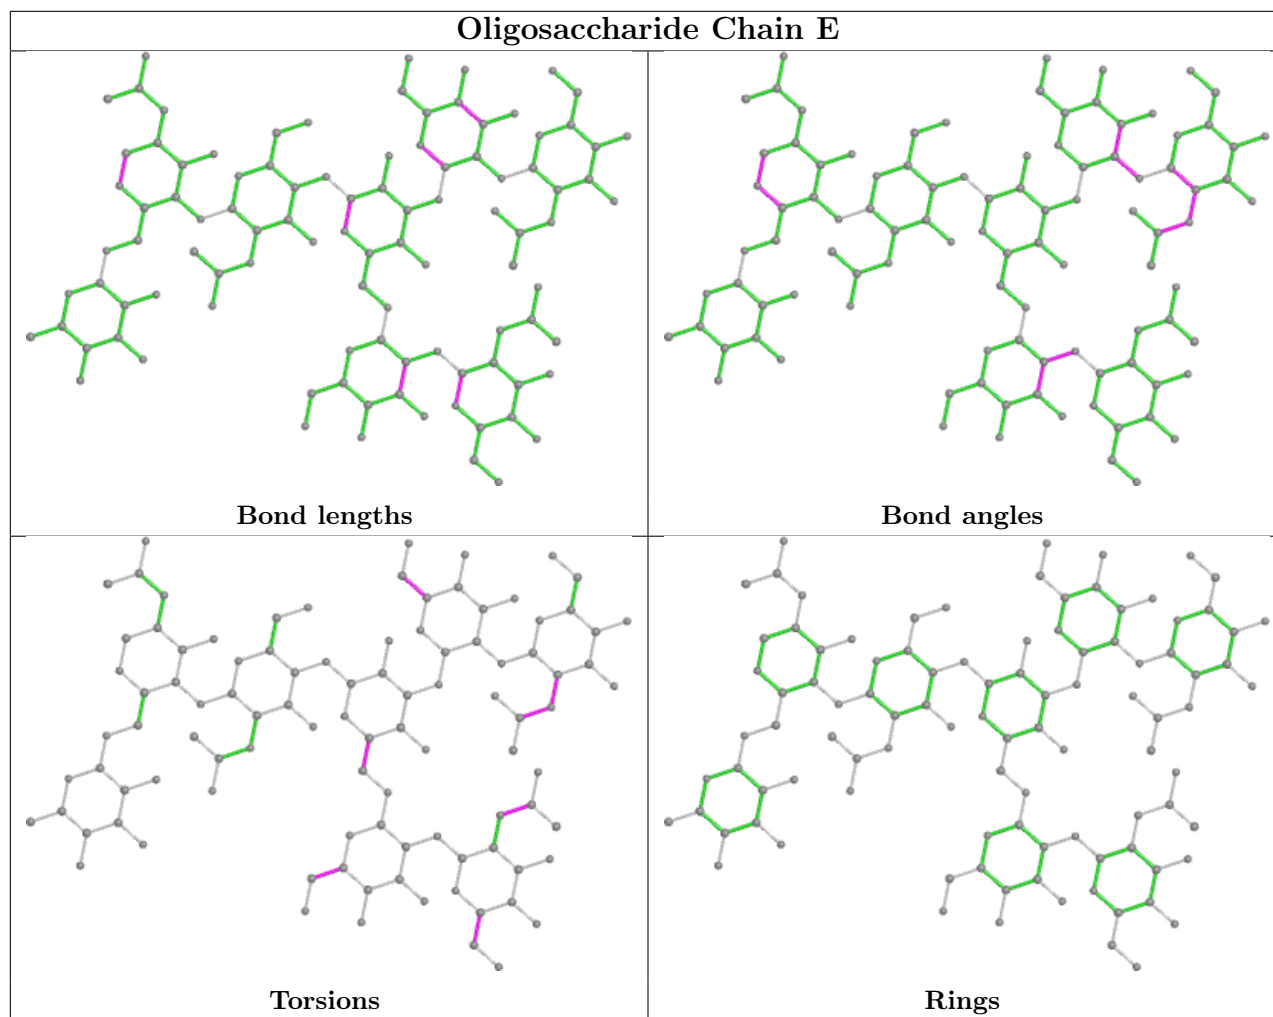 Oligosaccharide Chain E
Bond lengths
Bond angles
Torsions
Rings